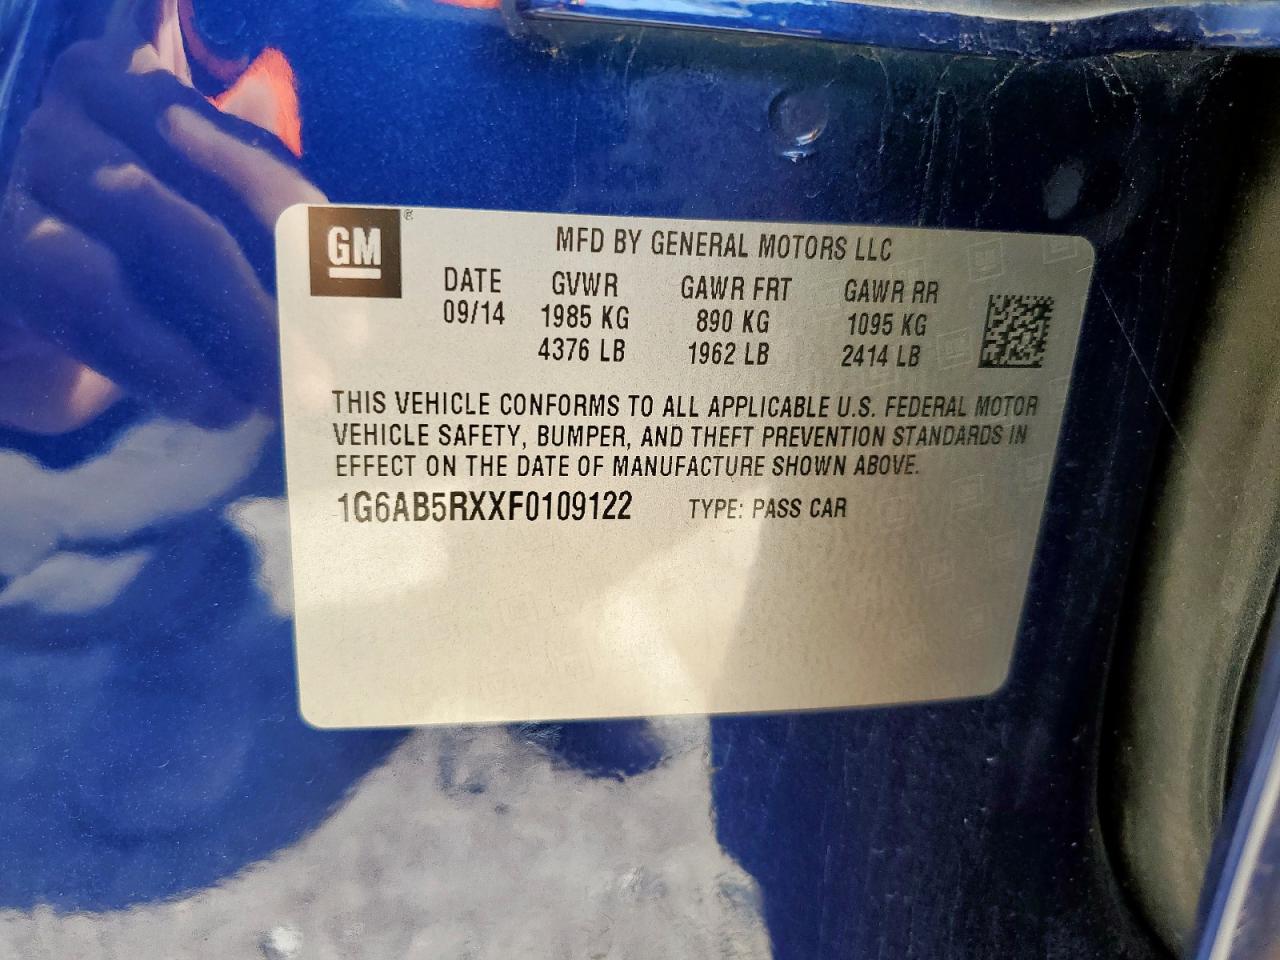 GM ®
MFD BY GENERAL MOTORS LLC
DATE GVWR GAWR FRT GAWR RR
09/14 1985 KG 890 KG 1095 KG
4376 LB 1962 LB 2414 LB
THIS VEHICLE CONFORMS TO ALL APPLICABLE U.S. FEDERAL MOTOR
VEHICLE SAFETY, BUMPER, AND THEFT PREVENTION STANDARDS IN
EFFECT ON THE DATE OF MANUFACTURE SHOWN ABOVE.
1G6AB5RXXF0109122 TYPE: PASS CAR